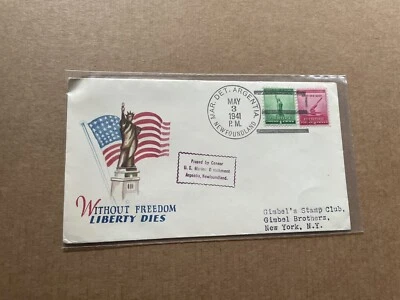 MAR. DET. ARGENTIA,
MAY
3
1941
P.M.
NEWFOUNDLAND
Passed by Censor
U. S. Marine Detachment
Argentia, Newfoundland.
WITHOUT FREEDOM
LIBERTY DIES
Gimbel's Stamp Club,
Gimbel Brothers,
New York, N.Y.